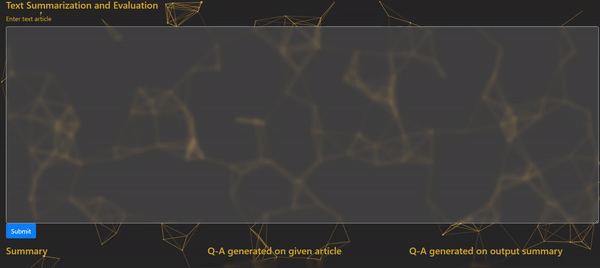 Text Summarization and Evaluation
Enter text article
Submit
Summary
Q-A generated on given article
Q-A generated on output summary